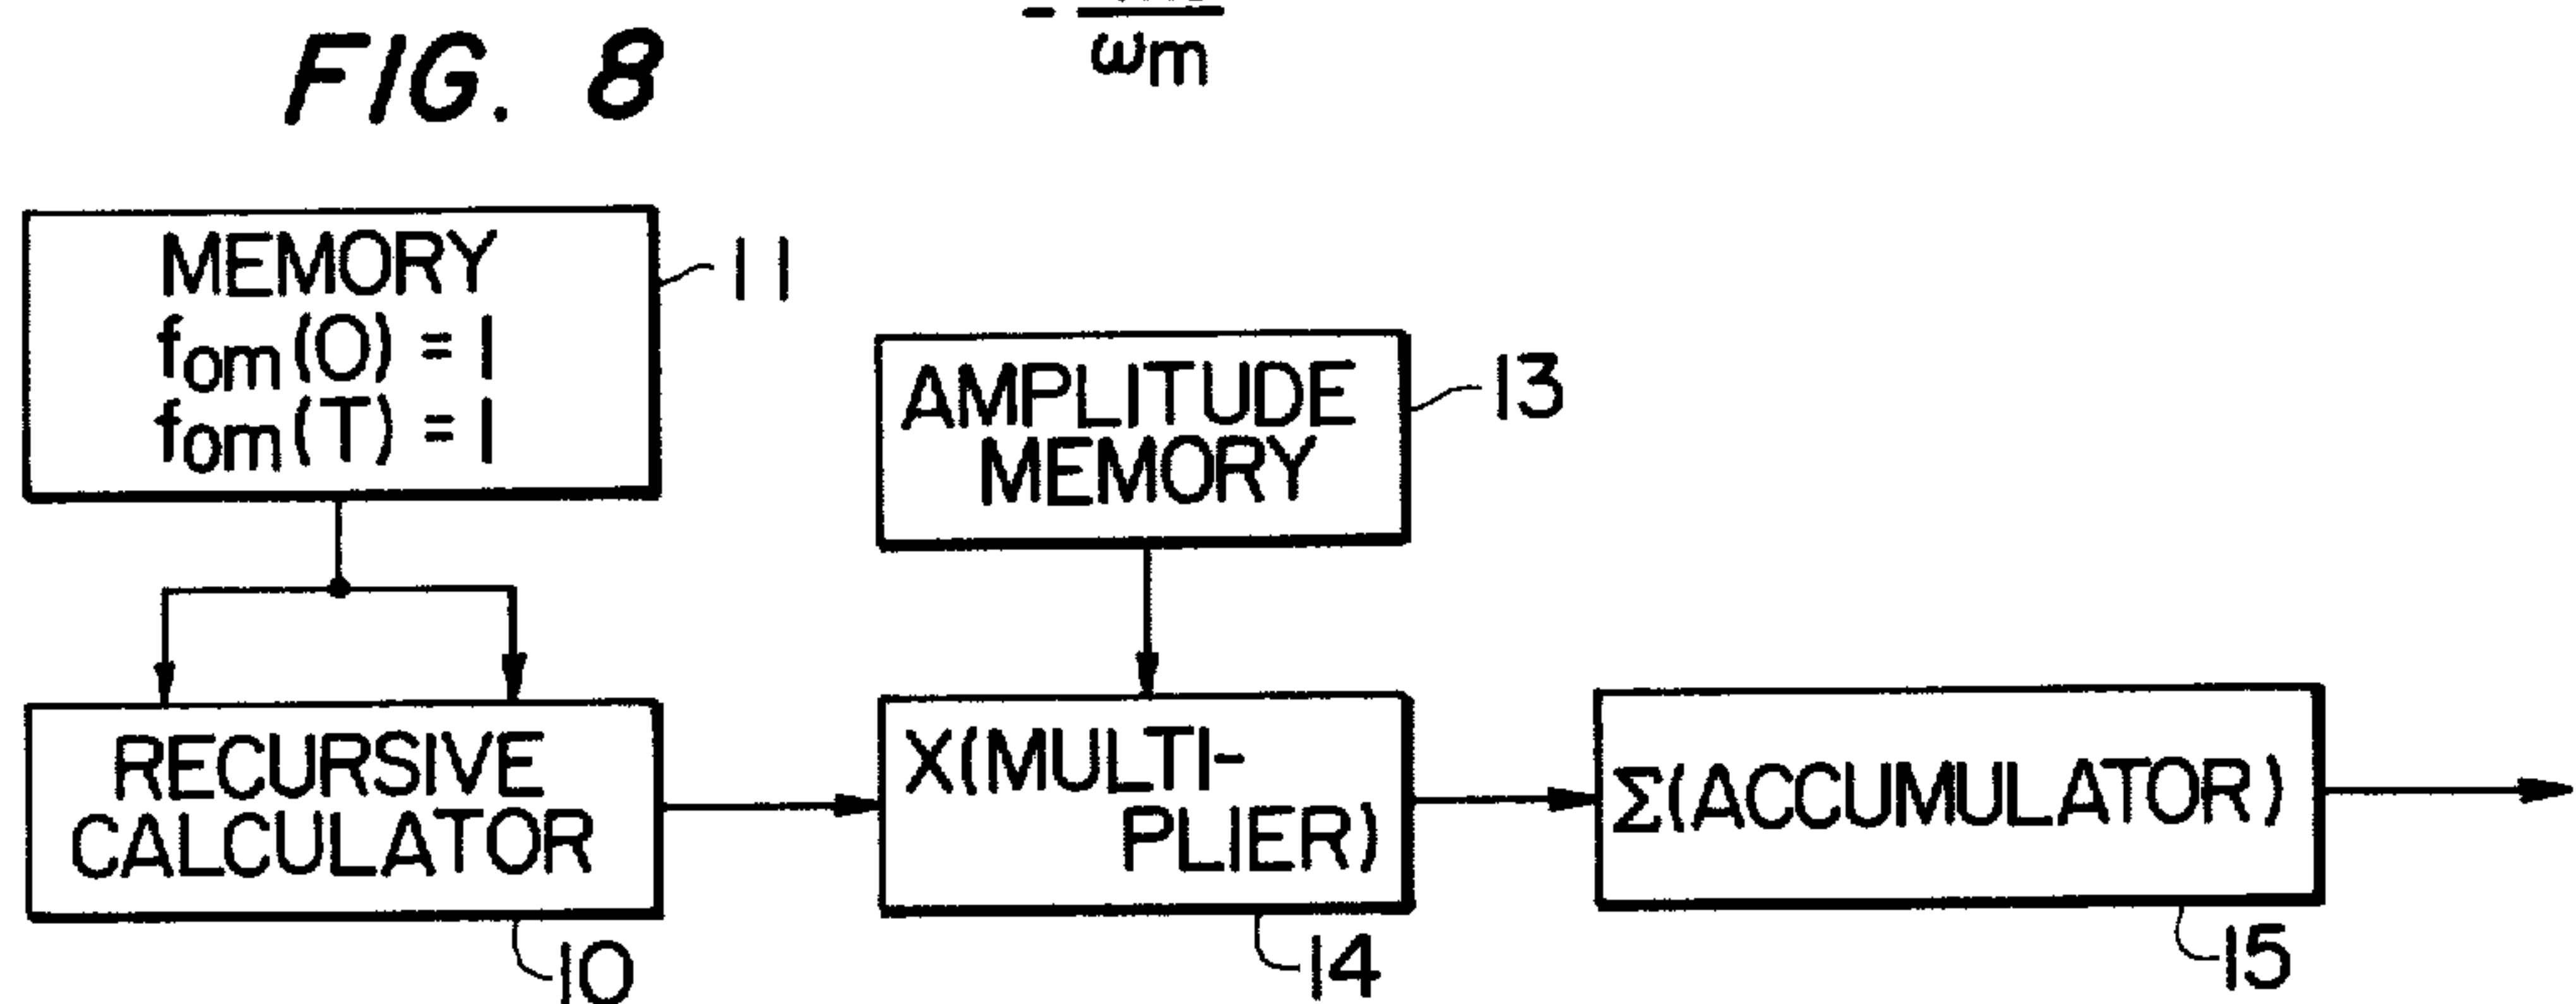 FIG. 8
ωm
MEMORY
fom(0) = 1
fom(T) = 1
11
AMPLITUDE
MEMORY
13
RECURSIVE
CALCULATOR
10
X(MULTI-
PLIER)
14
Σ(ACCUMULATOR)
15